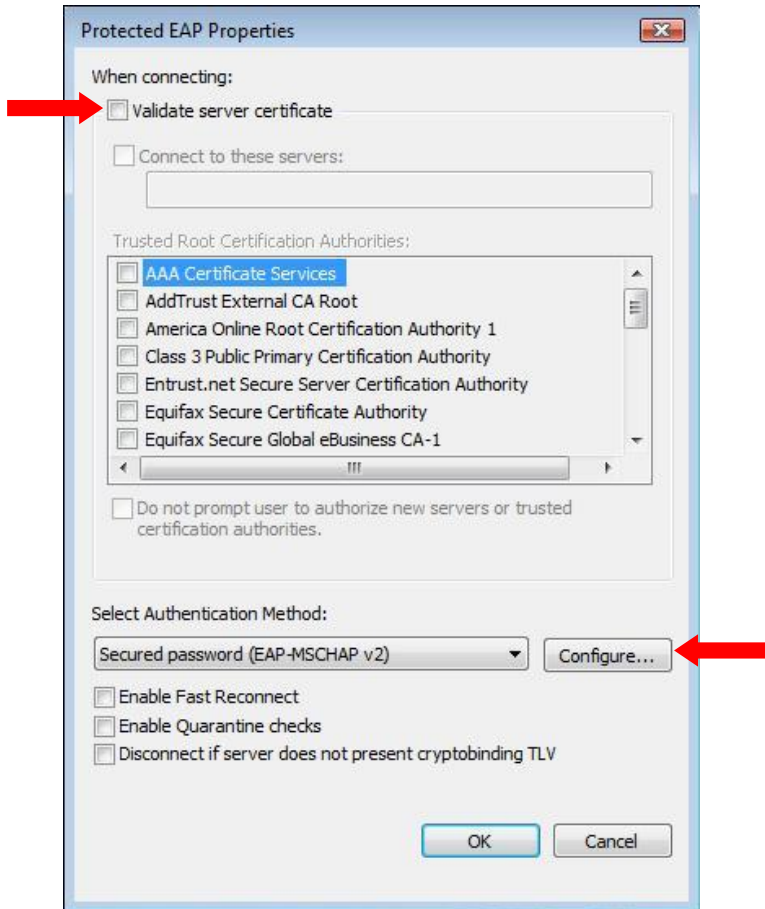 Protected EAP Properties
When connecting:
Validate server certificate
Connect to these servers:
Trusted Root Certification Authorities:
AAA Certificate Services
AddTrust External CA Root
America Online Root Certification Authority 1
Class 3 Public Primary Certification Authority
Entrust.net Secure Server Certification Authority
Equifax Secure Certificate Authority
Equifax Secure Global eBusiness CA-1
Do not prompt user to authorize new servers or trusted
certification authorities.
Select Authentication Method:
Secured password (EAP-MSCHAP v2)
Configure...
Enable Fast Reconnect
Enable Quarantine checks
Disconnect if server does not present cryptobinding TLV
OK
Cancel